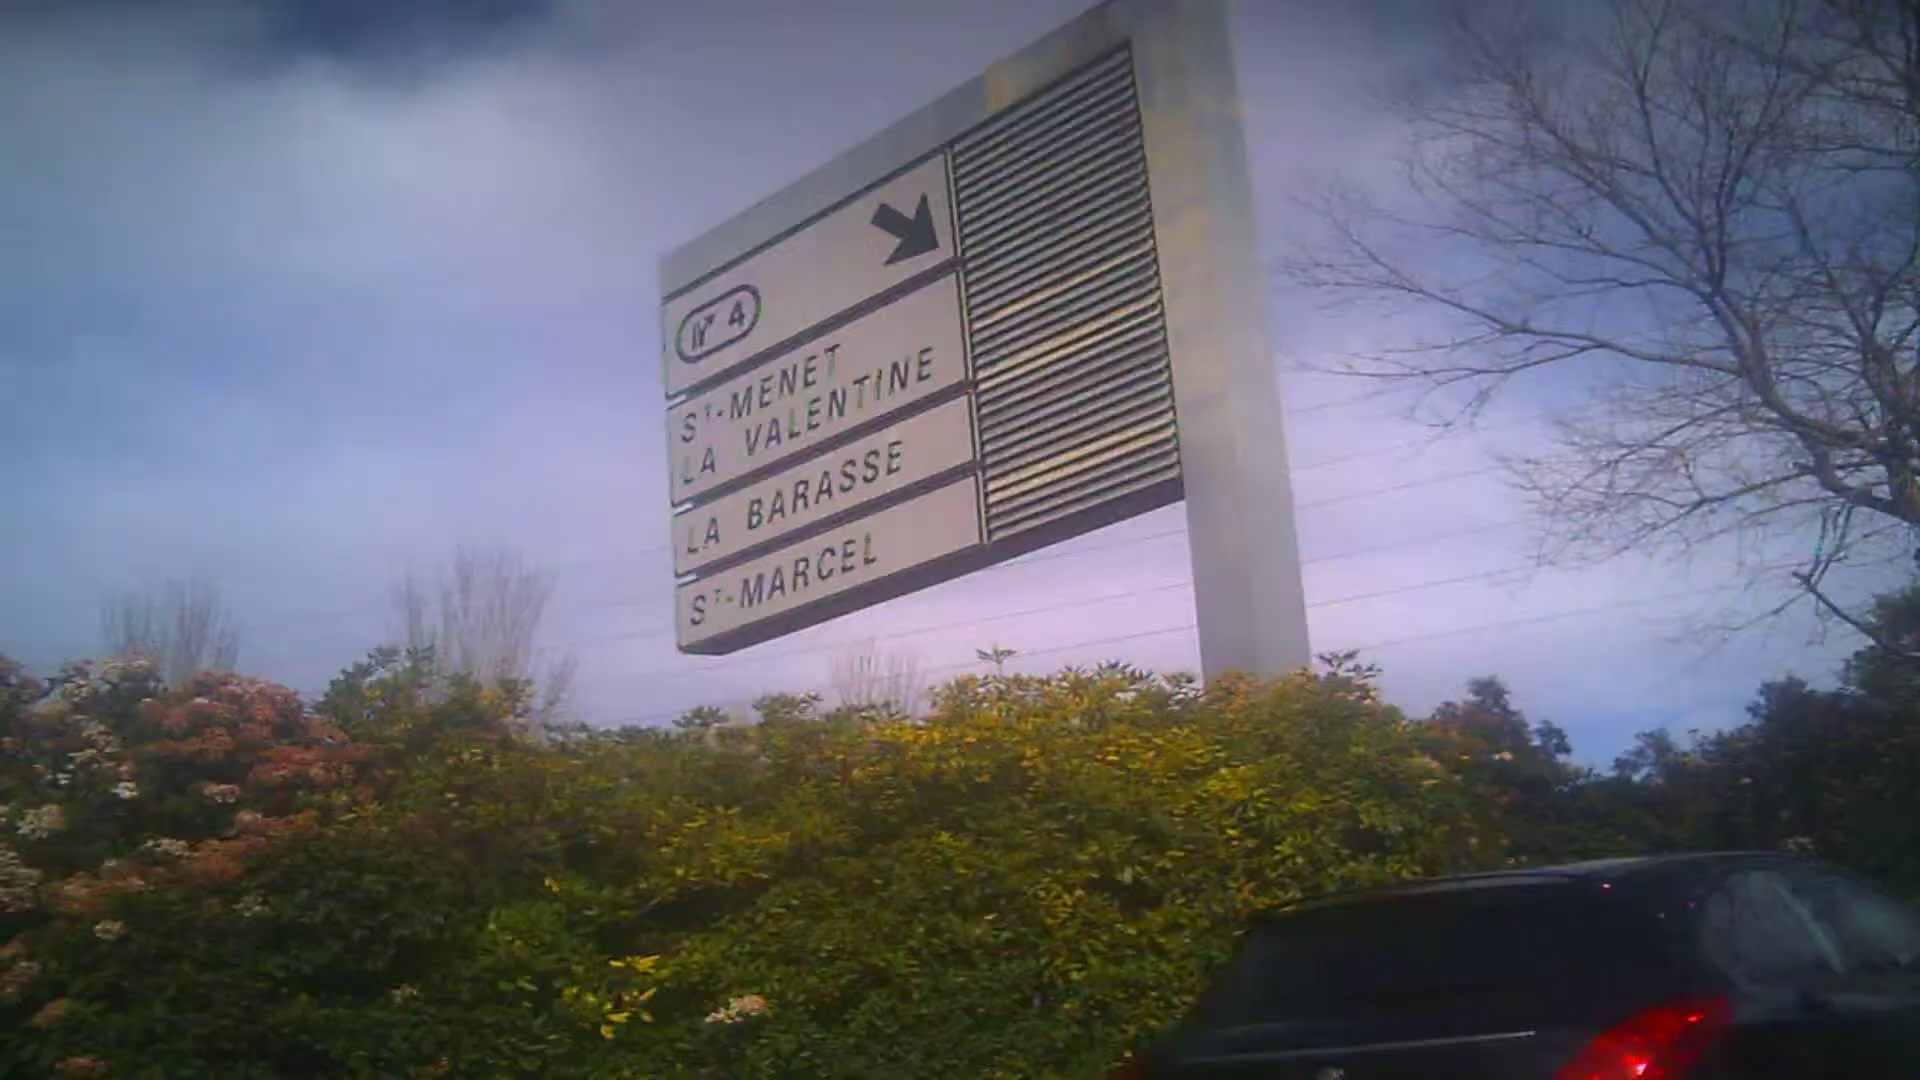 4
Sᵀ-MENET
LA VALENTINE
LA BARASSE
Sᵀ-MARCEL